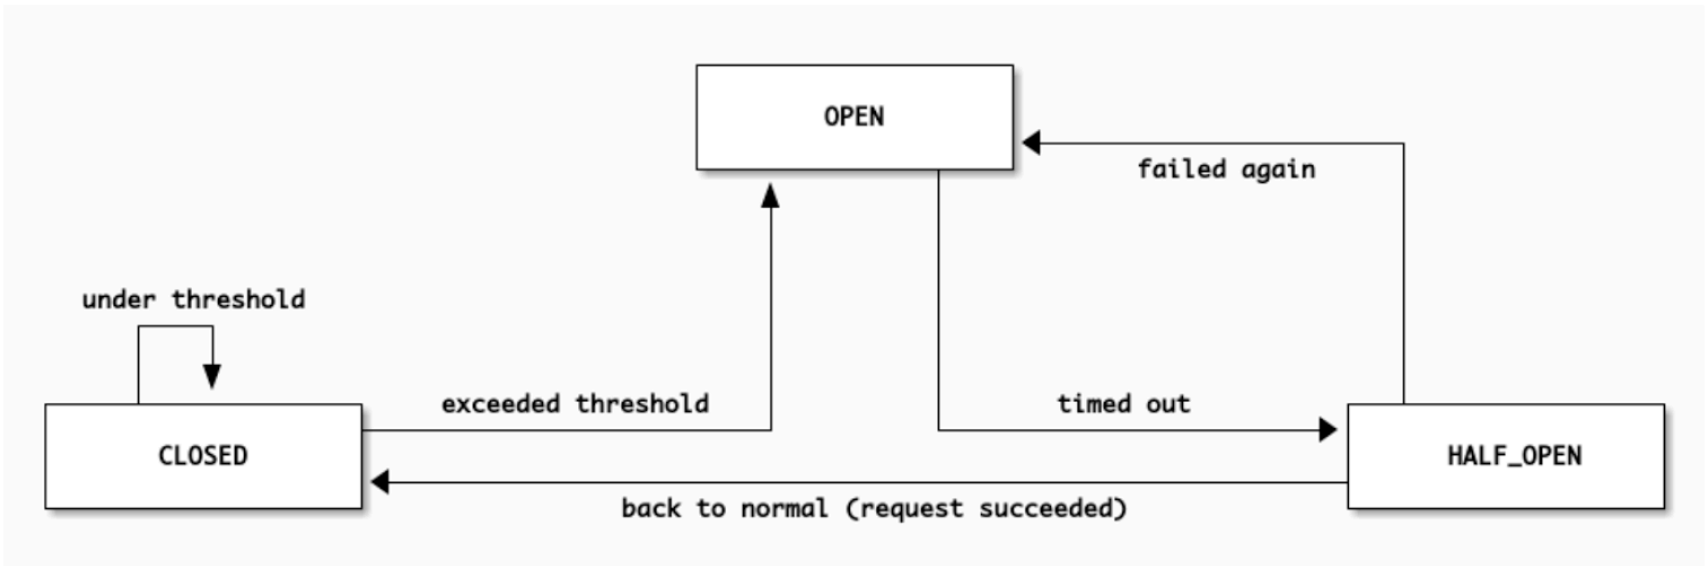 OPEN
failed again
under threshold
exceeded threshold
timed out
CLOSED
HALF_OPEN
back to normal (request succeeded)